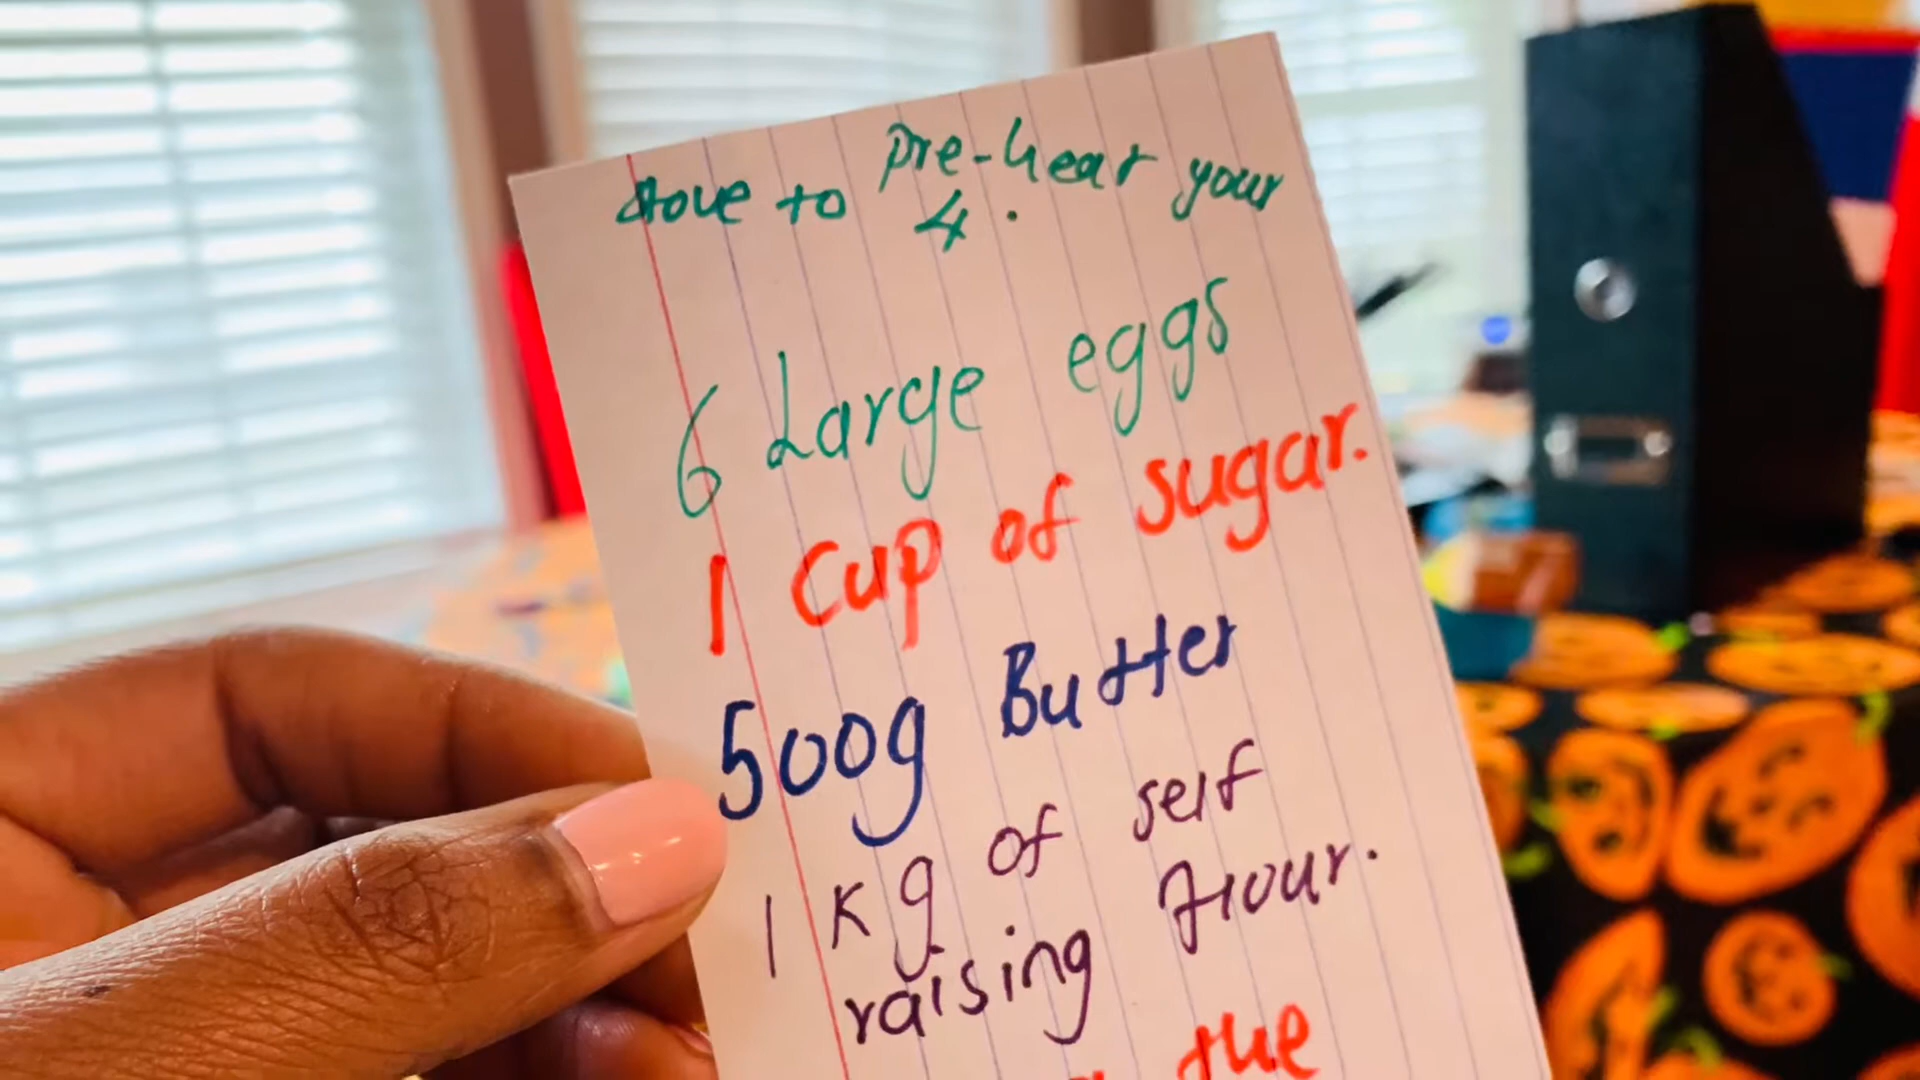 Pre-heat your
stove to 4.
6 Large eggs
1 Cup of sugar.
500g Butter
1 Kg of self
raising flour.
the